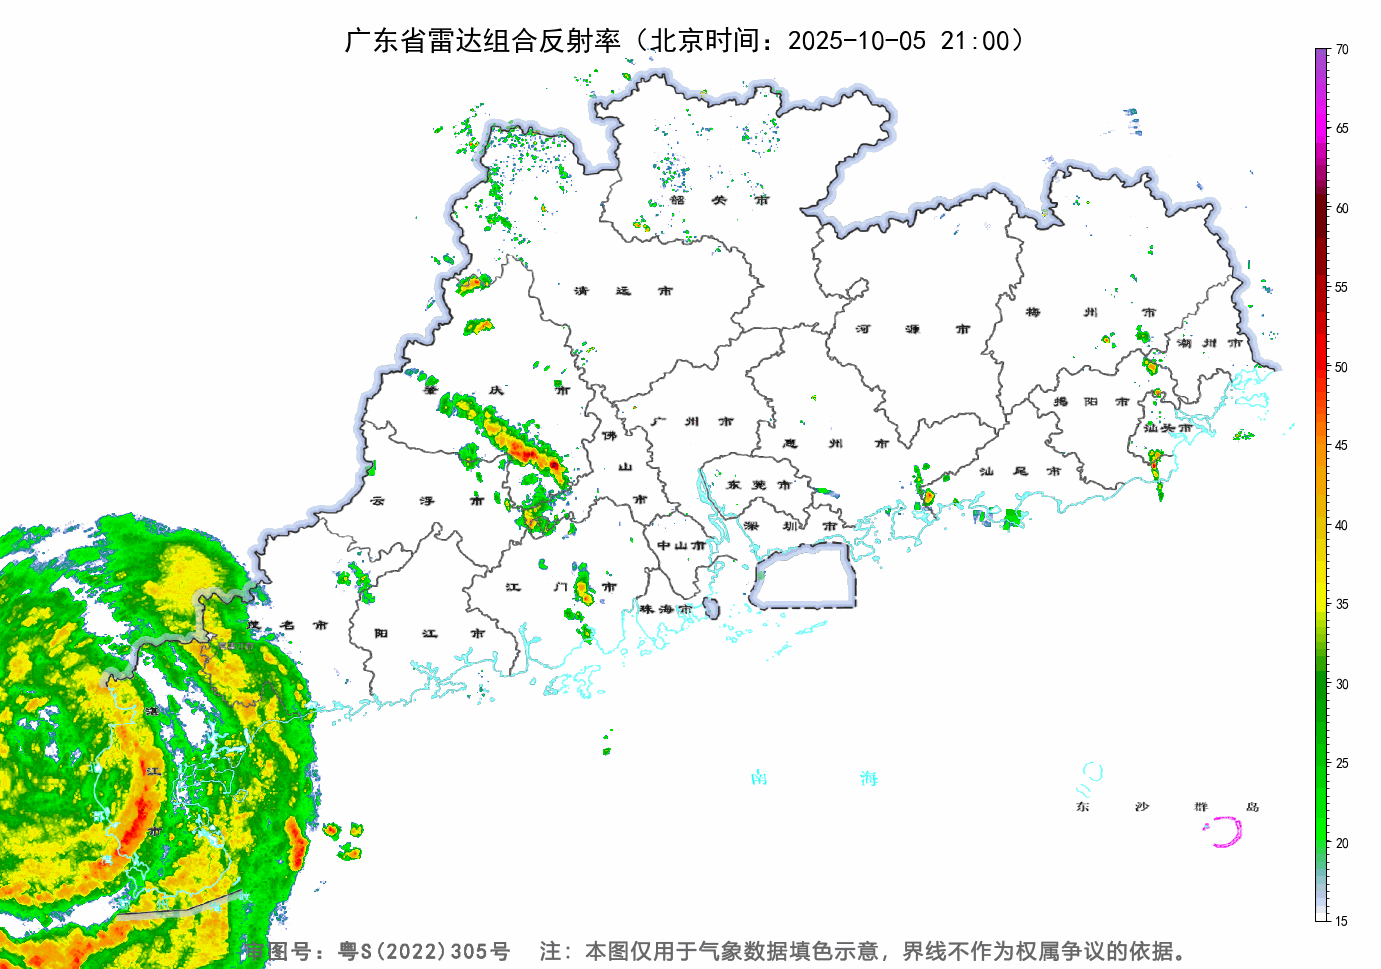 广东省雷达组合反射率（北京时间：2025-10-05 21:00）
70
65
60
55
50
45
40
35
30
25
20
15
韶关市
清远市
河源市
梅州市
潮州市
肇庆市
广州市
佛山市
惠州市
揭阳市
汕头市
汕尾市
东莞市
云浮市
深圳市
中山市
江门市
珠海市
茂名市
阳江市
湛江市
南海
东沙群岛
审图号：粤S(2022)305号 注：本图仅用于气象数据填色示意，界线不作为权属争议的依据。